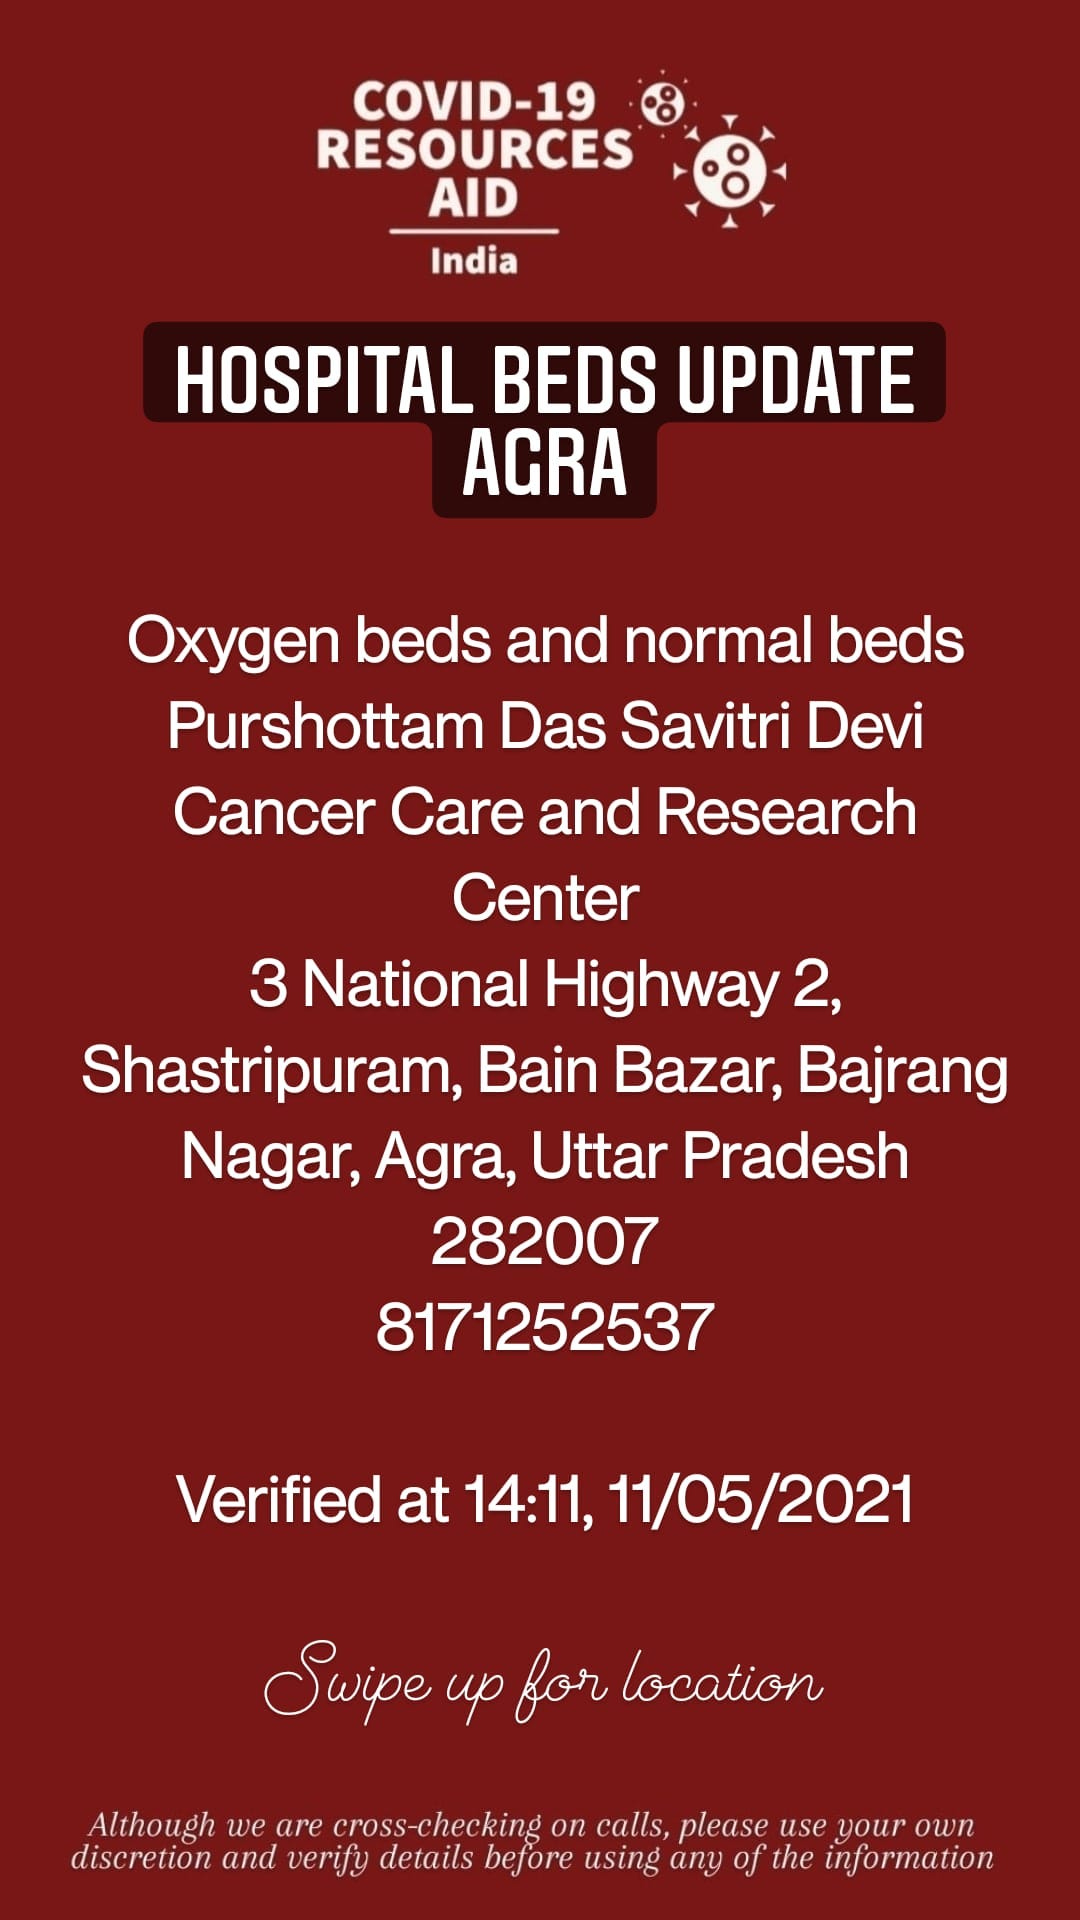 COVID-19
RESOURCES
AID
India
HOSPITAL BEDS UPDATE
AGRA
Oxygen beds and normal beds
Purshottam Das Savitri Devi
Cancer Care and Research
Center
3 National Highway 2,
Shastripuram, Bain Bazar, Bajrang
Nagar, Agra, Uttar Pradesh
282007
8171252537
Verified at 14:11, 11/05/2021
Swipe up for location
Although we are cross-checking on calls, please use your own
discretion and verify details before using any of the information